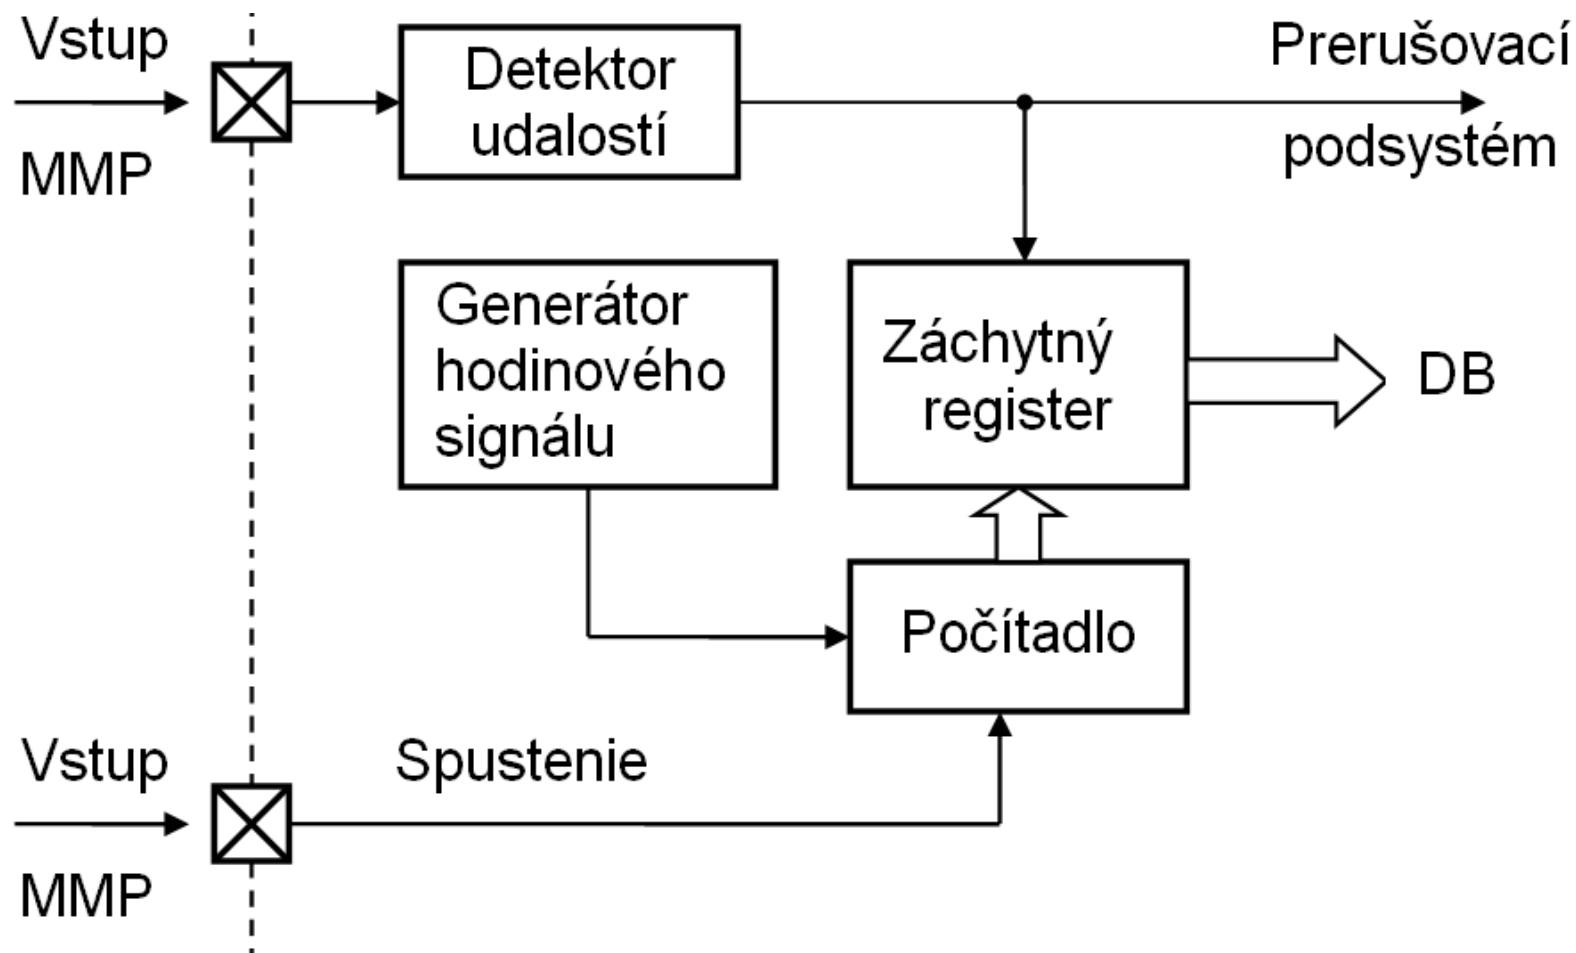 Vstup
MMP
Detektor
udalostí
Prerušovací
podsystém
Generátor
hodinového
signálu
Záchytný
register
DB
Počítadlo
Vstup
MMP
Spustenie